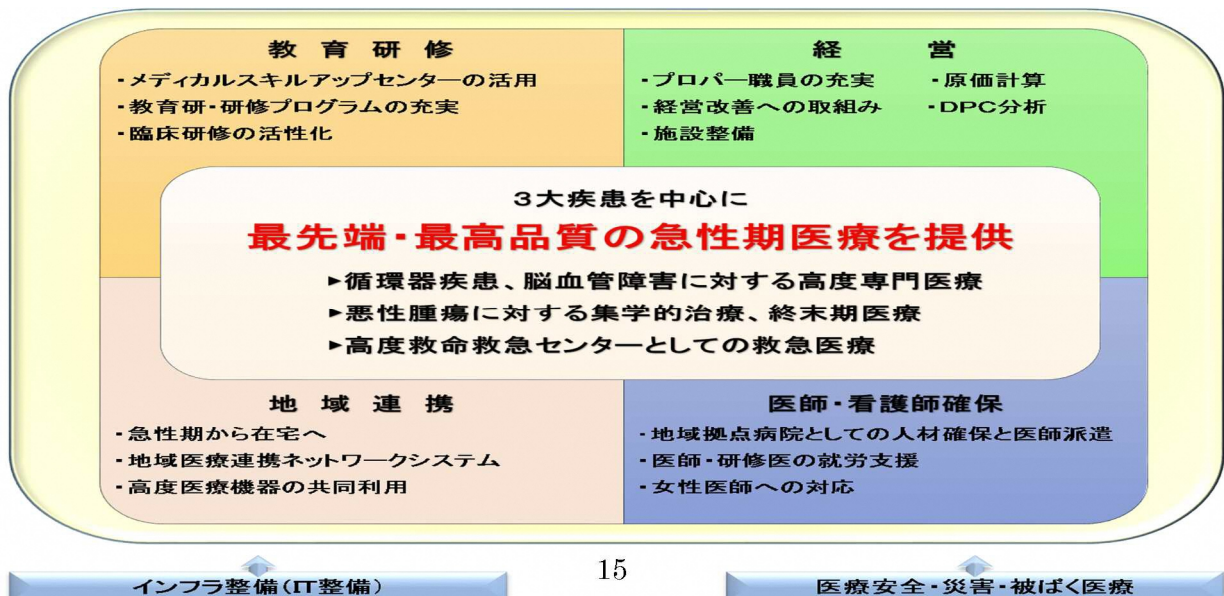 教育研修
・メディカルスキルアップセンターの活用
・教育研・研修プログラムの充実
・臨床研修の活性化
経営
・プロパー職員の充実 ・原価計算
・経営改善への取組み ・DPC分析
・施設整備
3大疾患を中心に
最先端・最高品質の急性期医療を提供
►循環器疾患、脳血管障害に対する高度専門医療
►悪性腫瘍に対する集学的治療、終末期医療
►高度救命救急センターとしての救急医療
地域連携
・急性期から在宅へ
・地域医療連携ネットワークシステム
・高度医療機器の共同利用
医師・看護師確保
・地域拠点病院としての人材確保と医師派遣
・医師・研修医の就労支援
・女性医師への対応
インフラ整備(IT整備)
15
医療安全・災害・被ばく医療